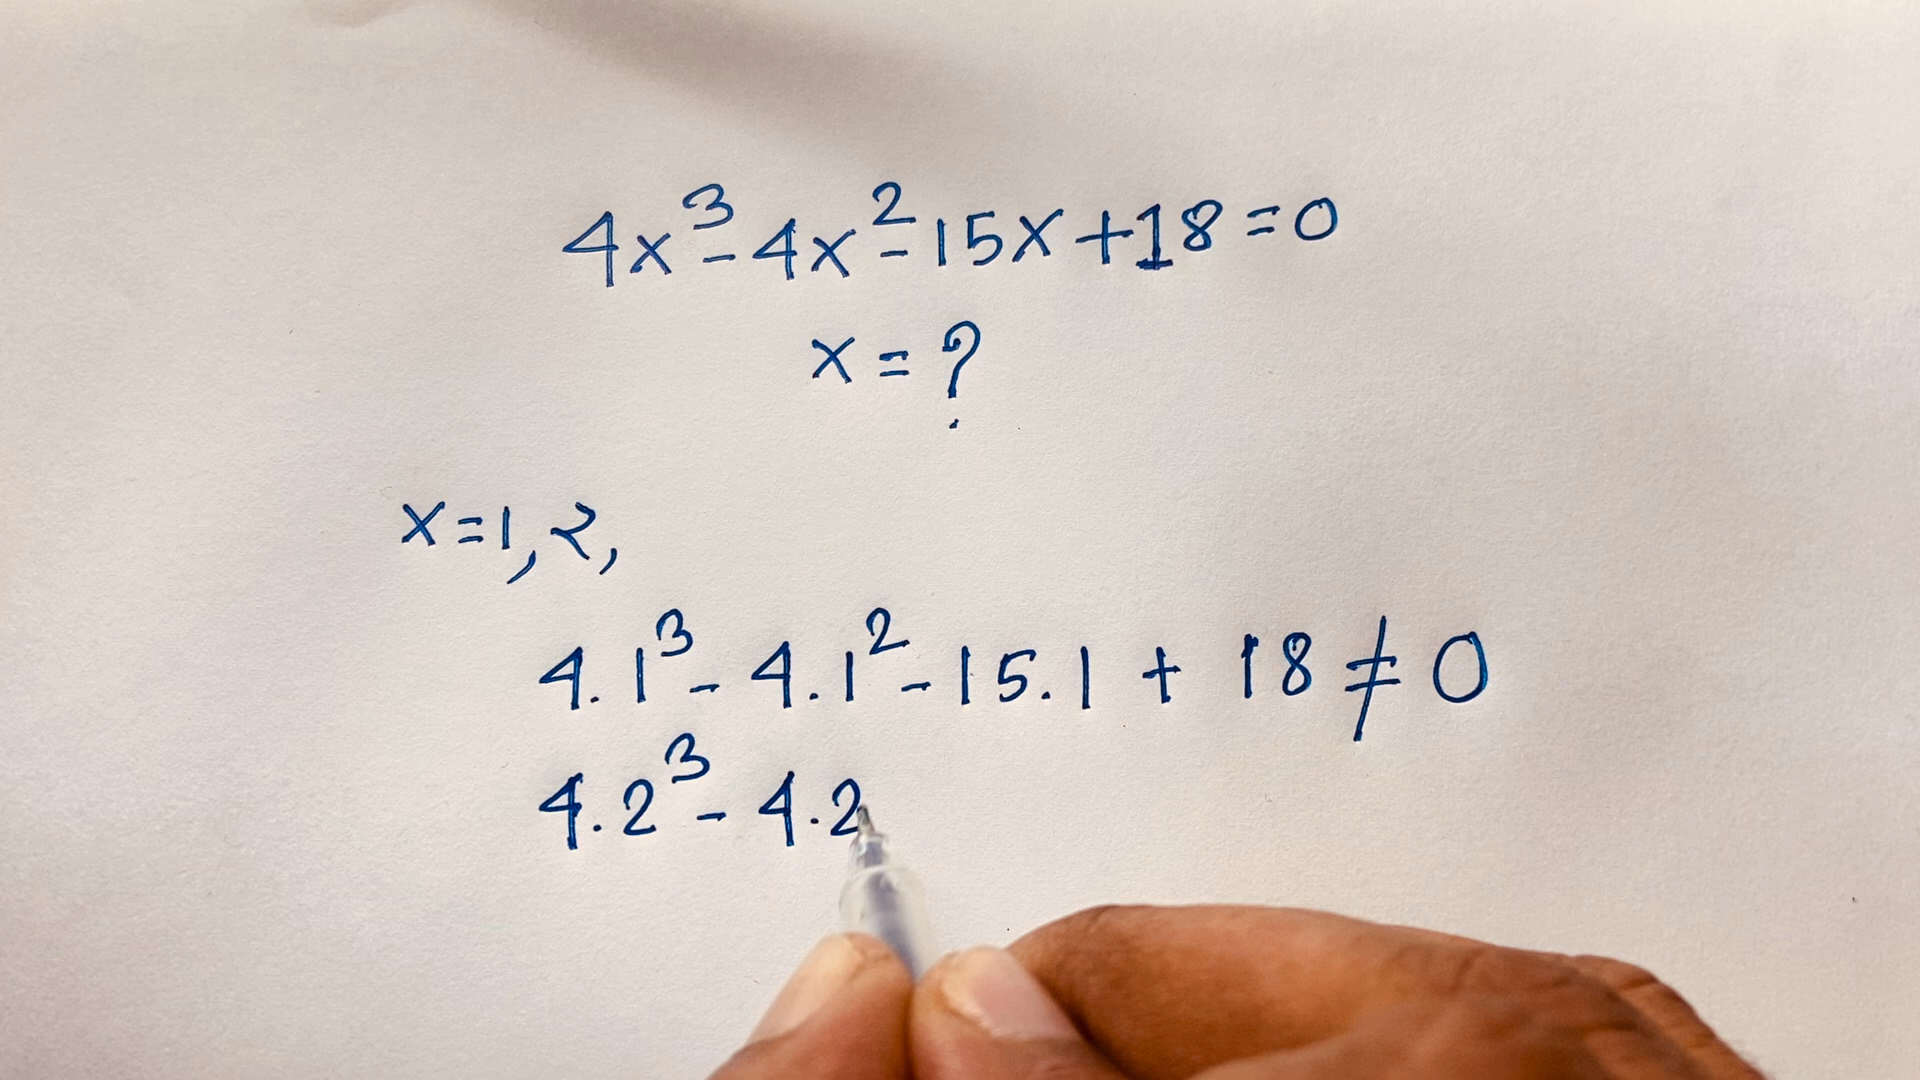 4x³-4x²-15x+18=0
x=?
x=1,2,
4.1³-4.1²-15.1+18≠0
4.2³-4.2